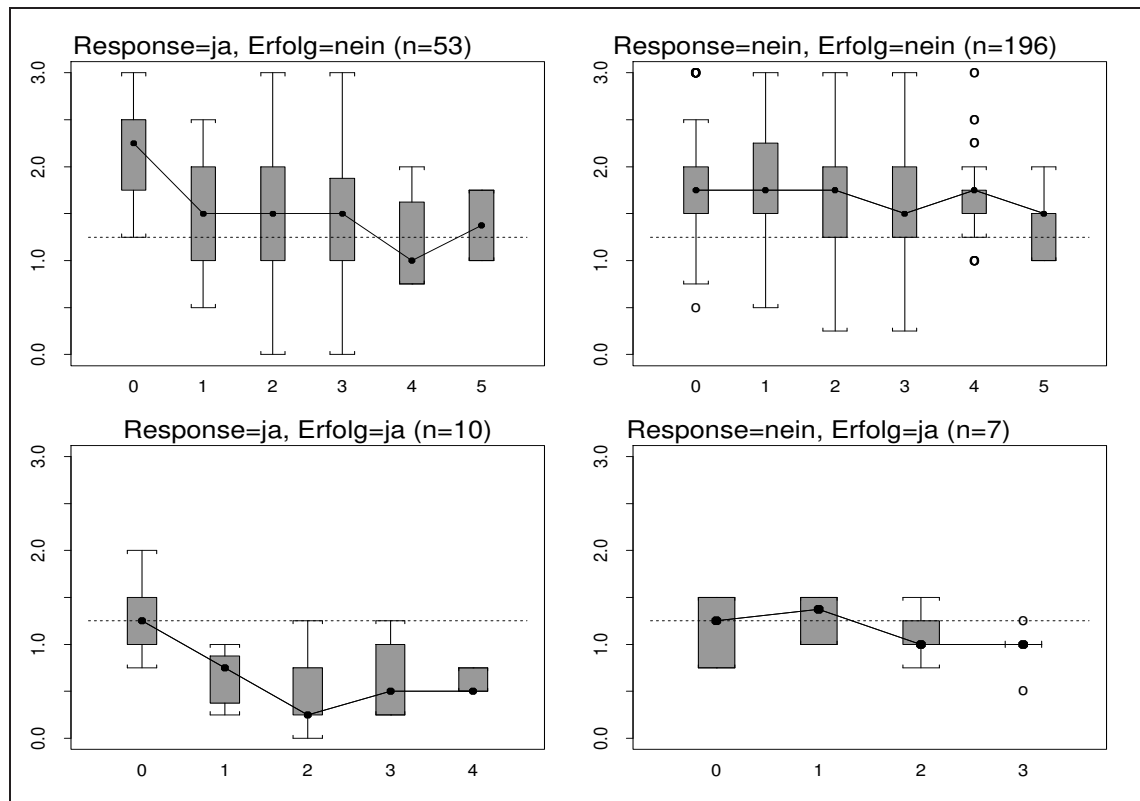 Response=ja, Erfolg=nein (n=53)
3.0
2.0
1.0
0.0
0 1 2 3 4 5
Response=nein, Erfolg=nein (n=196)
3.0
2.0
1.0
0.0
0 1 2 3 4 5
Response=ja, Erfolg=ja (n=10)
3.0
2.0
1.0
0.0
0 1 2 3 4
Response=nein, Erfolg=ja (n=7)
3.0
2.0
1.0
0.0
0 1 2 3